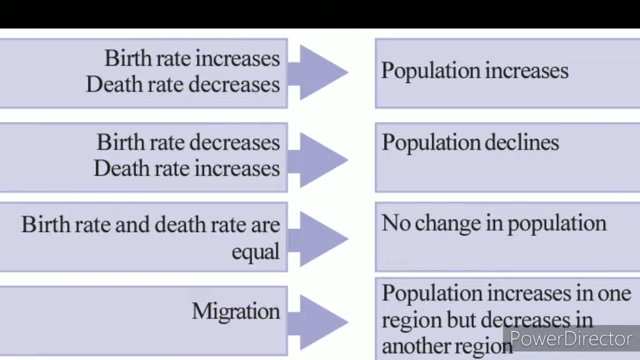 Birth rate increases
Death rate decreases
Population increases
Birth rate decreases
Death rate increases
Population declines
Birth rate and death rate are
equal
No change in population
Migration
Population increases in one
region but decreases in
another region
PowerDirector